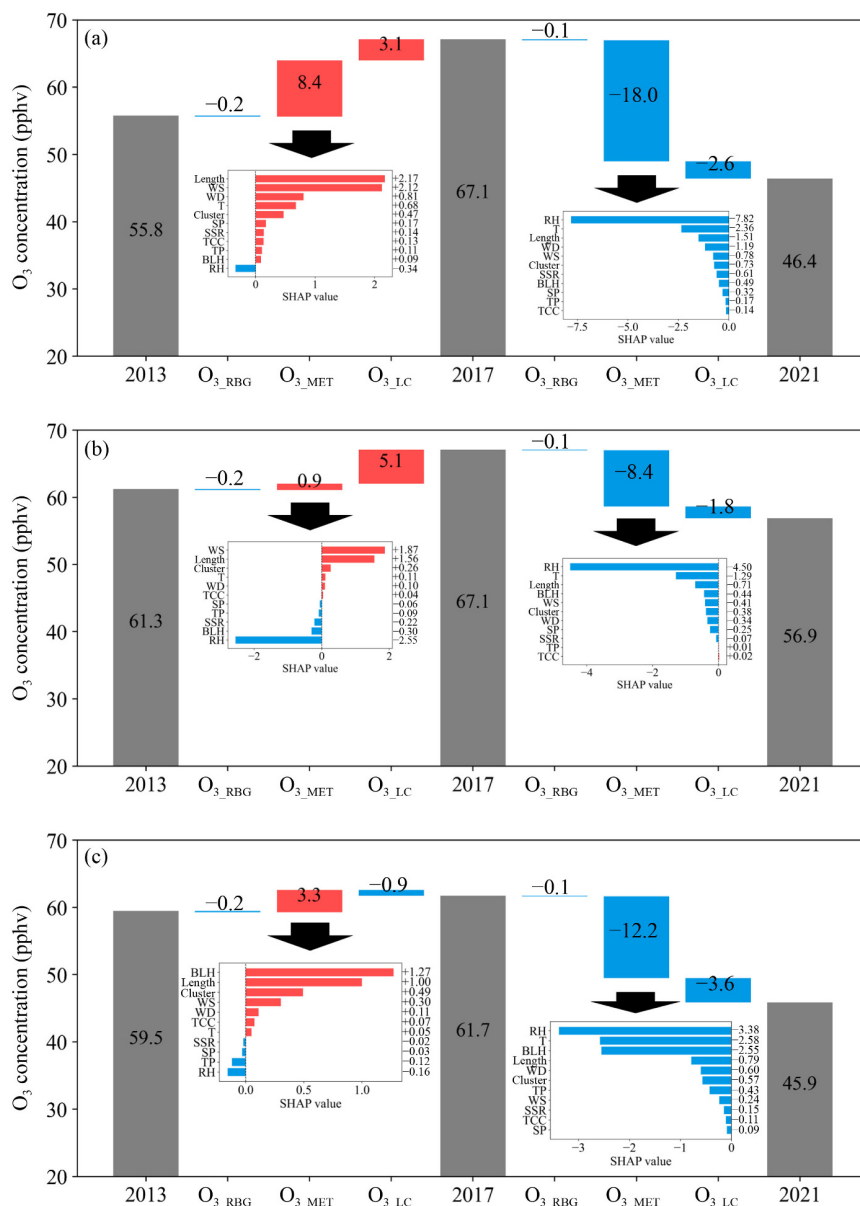 (a)
O3 concentration (pphv)
70
60
50
40
30
20
55.8
−0.2
8.4
3.1
67.1
−0.1
−18.0
−2.6
46.4
Length +2.17
WS +2.12
WD +0.81
T +0.68
Cluster +0.47
SP +0.17
SSR +0.14
TCC +0.13
TP +0.11
BLH +0.09
RH −0.34
0 1 2
SHAP value
RH −7.82
T −2.36
Length −1.51
WD −1.19
WS −0.78
Cluster −0.73
SSR −0.61
BLH −0.49
SP −0.32
TP −0.17
TCC −0.14
−7.5 −5.0 −2.5 0.0
SHAP value
2013 O3_RBG O3_MET O3_LC 2017 O3_RBG O3_MET O3_LC 2021
(b)
O3 concentration (pphv)
70
60
50
40
30
20
61.3
−0.2
0.9
5.1
67.1
−0.1
−8.4
−1.8
56.9
WS +1.87
Length +1.56
Cluster +0.26
T +0.11
WD +0.10
TCC +0.04
SP −0.06
TP −0.09
SSR −0.22
BLH −0.30
RH −2.55
−2 0 2
SHAP value
RH −4.50
T −1.29
Length −0.71
BLH −0.44
WS −0.41
Cluster −0.38
WD −0.34
SP −0.25
SSR −0.07
TP −0.01
TCC +0.02
−4 −2 0
SHAP value
2013 O3_RBG O3_MET O3_LC 2017 O3_RBG O3_MET O3_LC 2021
(c)
O3 concentration (pphv)
70
60
50
40
30
20
59.5
−0.2
3.3
−0.9
61.7
−0.1
−12.2
−3.6
45.9
BLH +1.27
Length +1.00
Cluster +0.49
WS +0.30
WD +0.11
TCC +0.07
T +0.05
SSR −0.02
SP −0.03
TP −0.12
RH −0.16
0.0 0.5 1.0
SHAP value
RH −3.38
T −2.58
BLH −2.55
Length −0.79
WD −0.60
Cluster −0.57
TP −0.43
WS −0.24
SSR −0.15
TCC −0.11
SP −0.09
−3 −2 −1 0
SHAP value
2013 O3_RBG O3_MET O3_LC 2017 O3_RBG O3_MET O3_LC 2021